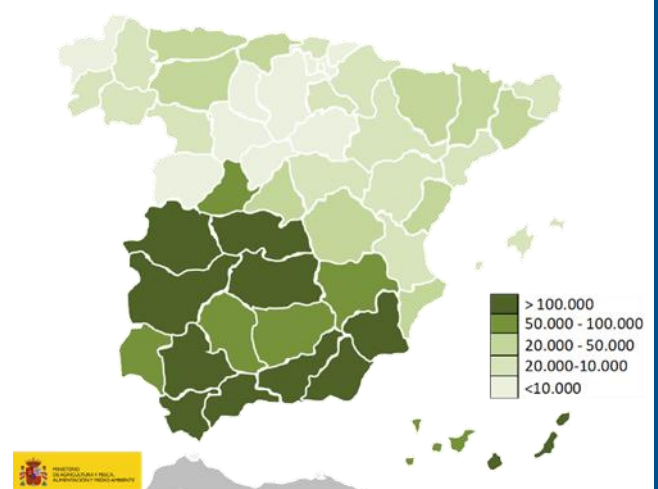 > 100.000
50.000 - 100.000
20.000 - 50.000
20.000-10.000
<10.000
MINISTERIO
DE AGRICULTURA Y PESCA,
ALIMENTACIÓN Y MEDIO AMBIENTE